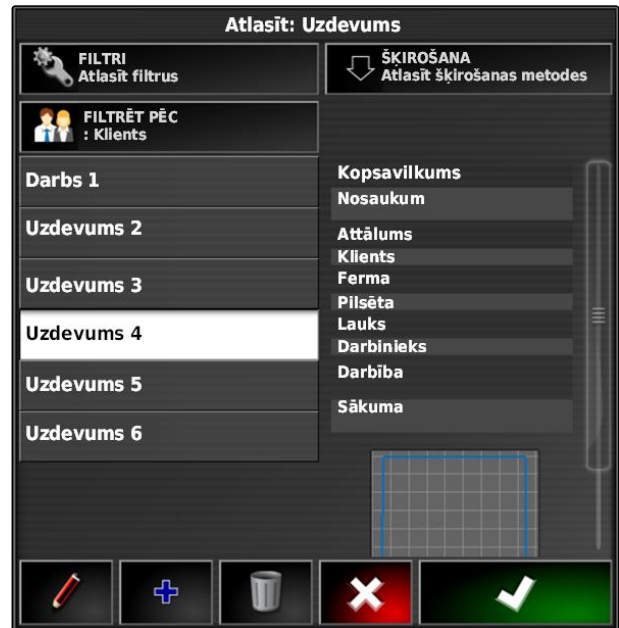 Atlasīt: Uzdevums
FILTRI
Atlasīt filtrus
ŠKIROŠANA
Atlasīt šķirošanas metodes
FILTRĒT PĒC
: Klients
Darbs 1
Uzdevums 2
Uzdevums 3
Uzdevums 4
Uzdevums 5
Uzdevums 6
Kopsavilkums
Nosaukum
Attālums
Klients
Ferma
Pilsēta
Lauks
Darbinieks
Darbība
Sākuma